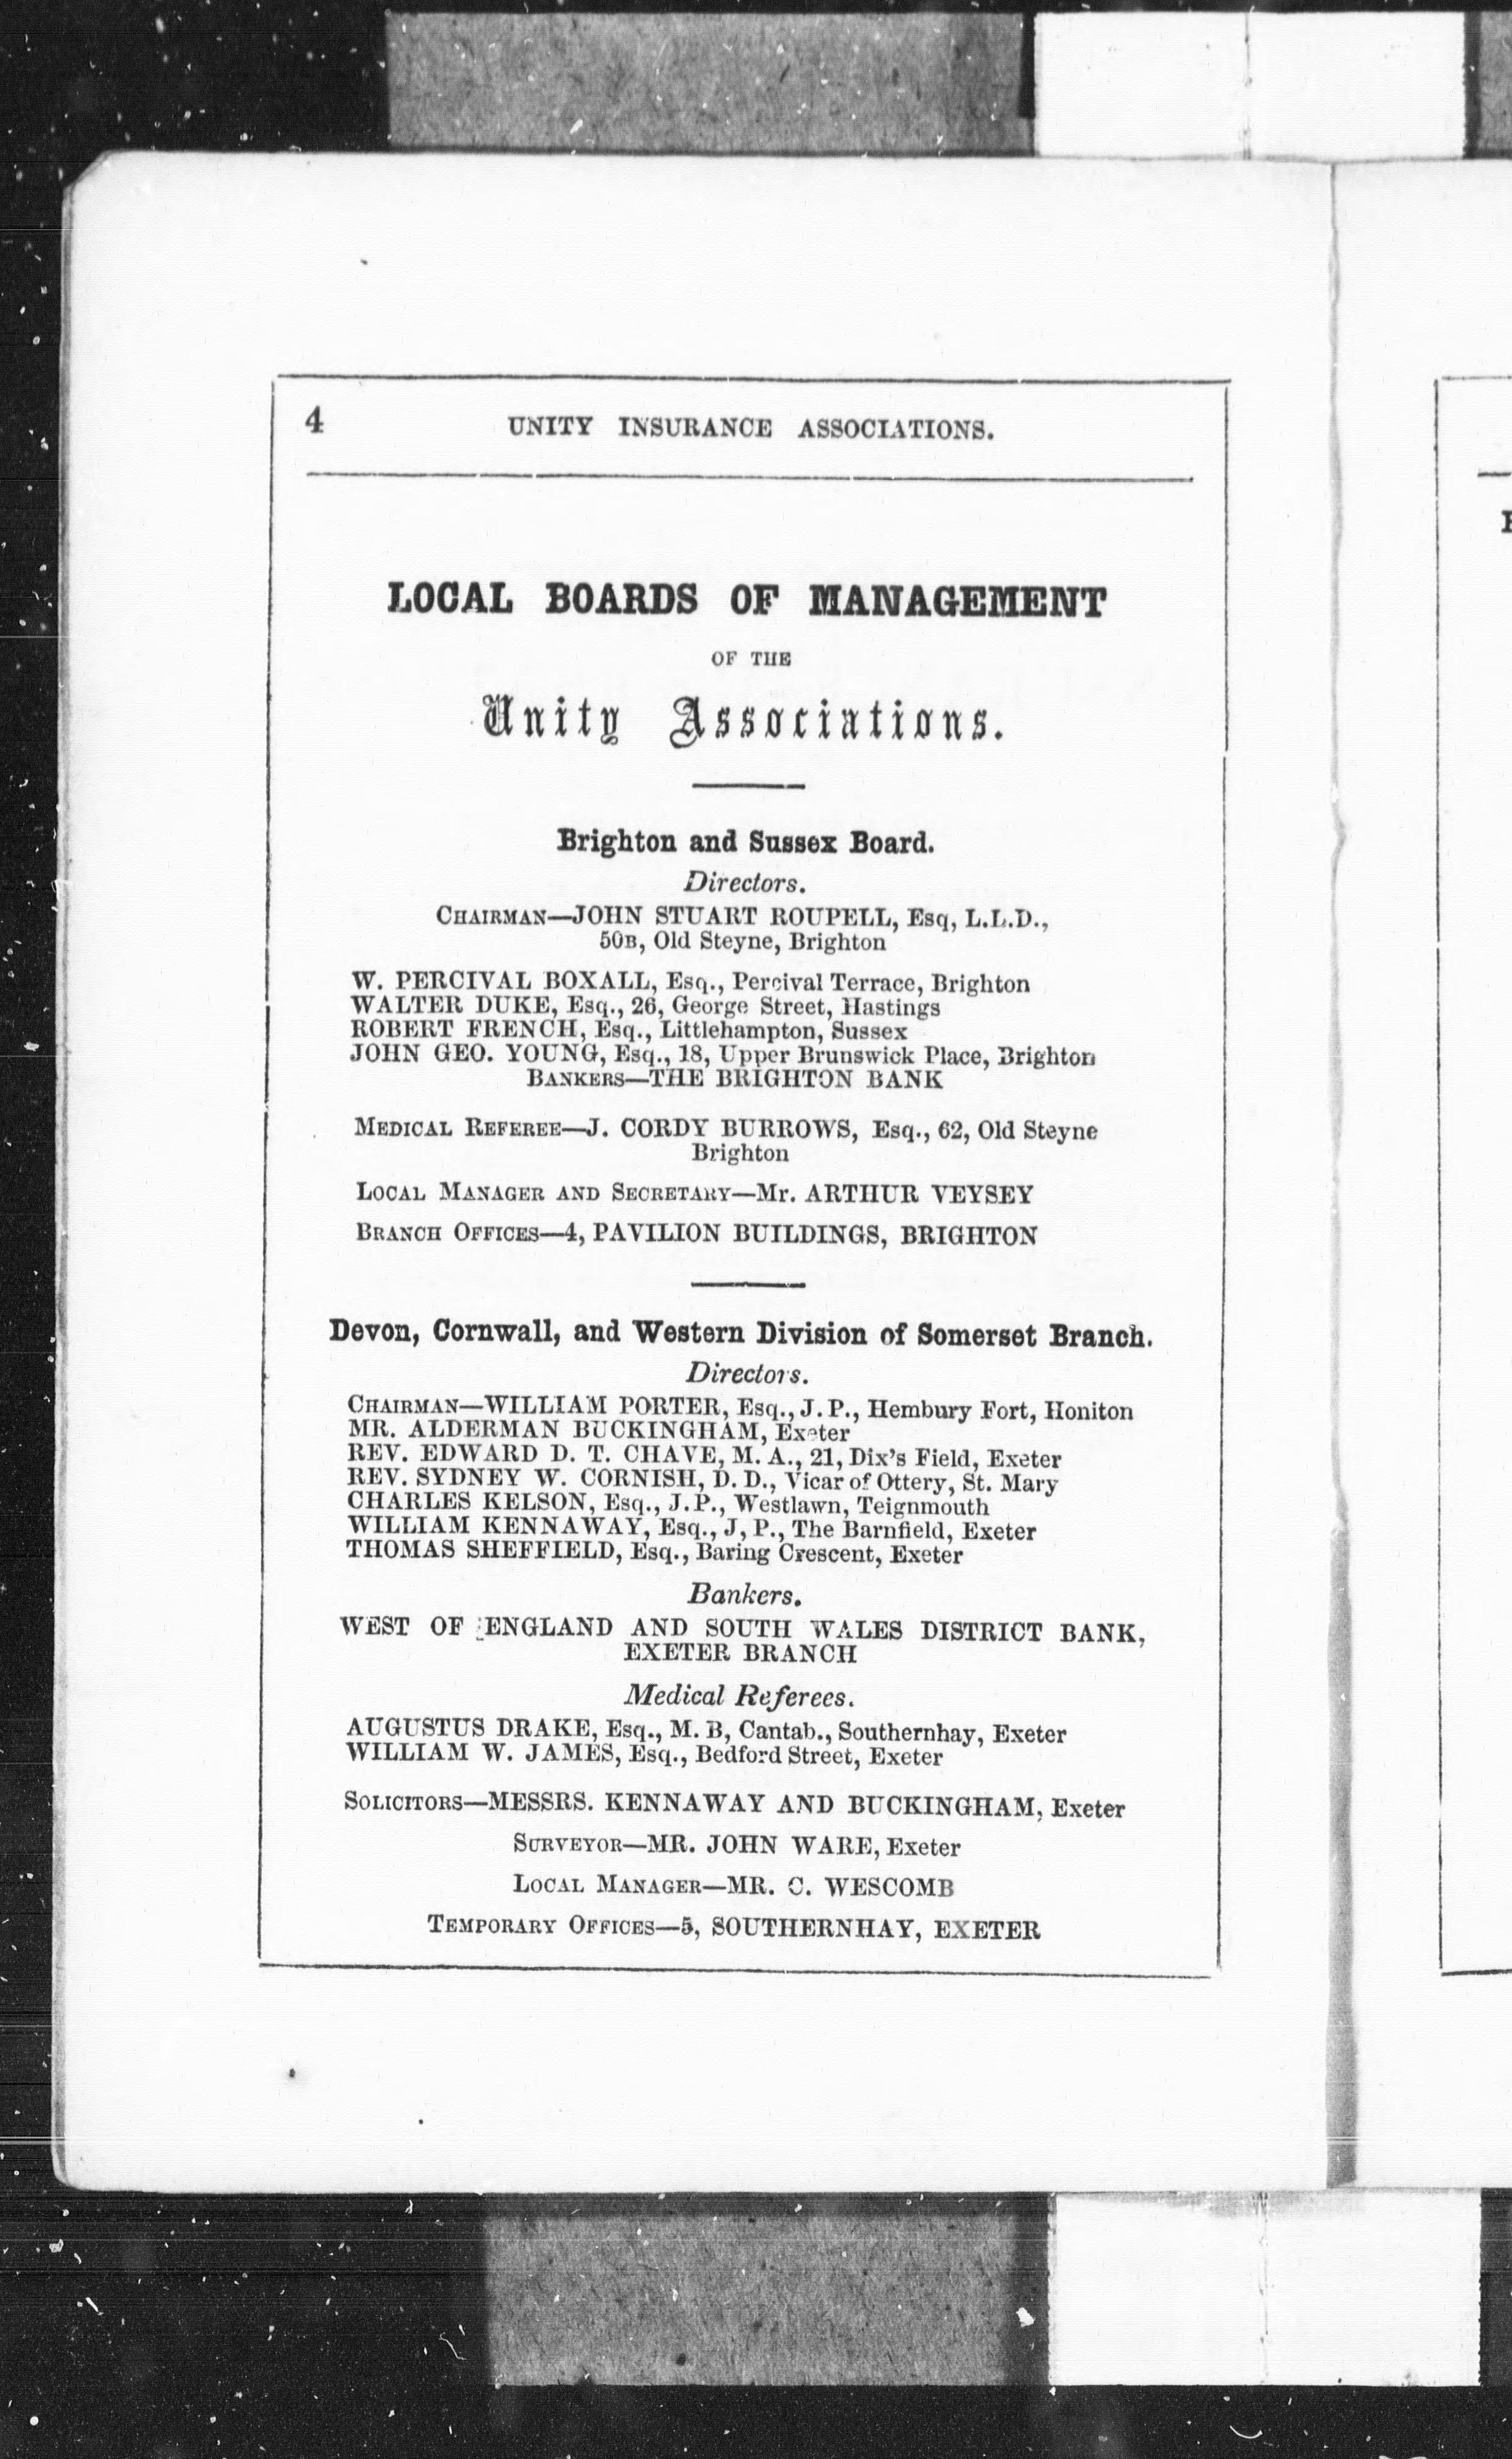 4 UNITY INSURANCE ASSOCIATIONS.
LOCAL BOARDS OF MANAGEMENT
OF THE
Unity Associations.
Brighton and Sussex Board.
Directors.
CHAIRMAN—JOHN STUART ROUPELL, Esq, L.L.D.,
50B, Old Steyne, Brighton
W. PERCIVAL BOXALL, Esq., Percival Terrace, Brighton
WALTER DUKE, Esq., 26, George Street, Hastings
ROBERT FRENCH, Esq., Littlehampton, Sussex
JOHN GEO. YOUNG, Esq., 18, Upper Brunswick Place, Brighton
BANKERS—THE BRIGHTON BANK
MEDICAL REFEREE—J. CORDY BURROWS, Esq., 62, Old Steyne
Brighton
LOCAL MANAGER AND SECRETARY—Mr. ARTHUR VEYSEY
BRANCH OFFICES—4, PAVILION BUILDINGS, BRIGHTON
Devon, Cornwall, and Western Division of Somerset Branch.
Directors.
CHAIRMAN—WILLIAM PORTER, Esq., J.P., Hembury Fort, Honiton
MR. ALDERMAN BUCKINGHAM, Exeter
REV. EDWARD D. T. CHAVE, M. A., 21, Dix's Field, Exeter
REV. SYDNEY W. CORNISH, D. D., Vicar of Ottery, St. Mary
CHARLES KELSON, Esq., J.P., Westlawn, Teignmouth
WILLIAM KENNAWAY, Esq., J, P., The Barnfield, Exeter
THOMAS SHEFFIELD, Esq., Baring Crescent, Exeter
Bankers.
WEST OF ENGLAND AND SOUTH WALES DISTRICT BANK,
EXETER BRANCH
Medical Referees.
AUGUSTUS DRAKE, Esq., M. B, Cantab., Southernhay, Exeter
WILLIAM W. JAMES, Esq., Bedford Street, Exeter
SOLICITORS—MESSRS. KENNAWAY AND BUCKINGHAM, Exeter
SURVEYOR—MR. JOHN WARE, Exeter
LOCAL MANAGER—MR. C. WESCOMB
TEMPORARY OFFICES—5, SOUTHERNHAY, EXETER